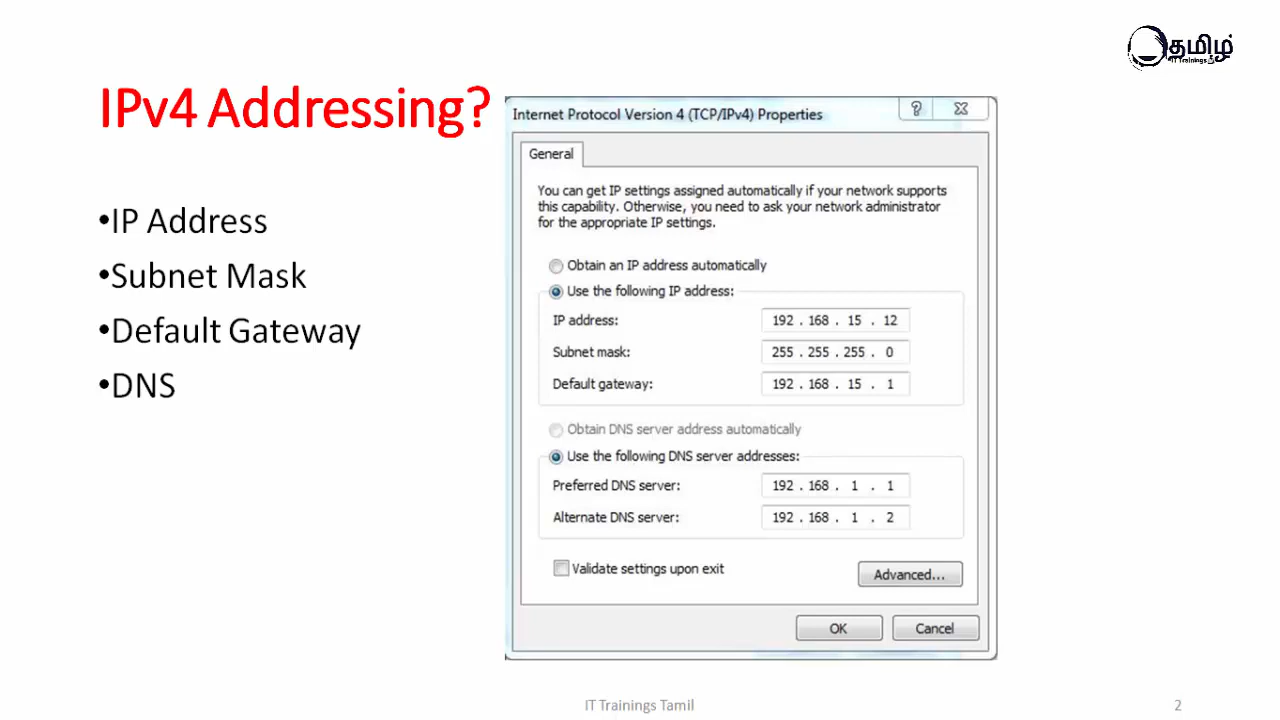 தமிழ்
IT Trainings
IPv4 Addressing?
•IP Address
•Subnet Mask
•Default Gateway
•DNS
Internet Protocol Version 4 (TCP/IPv4) Properties
General
You can get IP settings assigned automatically if your network supports
this capability. Otherwise, you need to ask your network administrator
for the appropriate IP settings.
Obtain an IP address automatically
Use the following IP address:
IP address: 192 . 168 . 15 . 12
Subnet mask: 255 . 255 . 255 . 0
Default gateway: 192 . 168 . 15 . 1
Obtain DNS server address automatically
Use the following DNS server addresses:
Preferred DNS server: 192 . 168 . 1 . 1
Alternate DNS server: 192 . 168 . 1 . 2
Validate settings upon exit
Advanced...
OK Cancel
IT Trainings Tamil 2